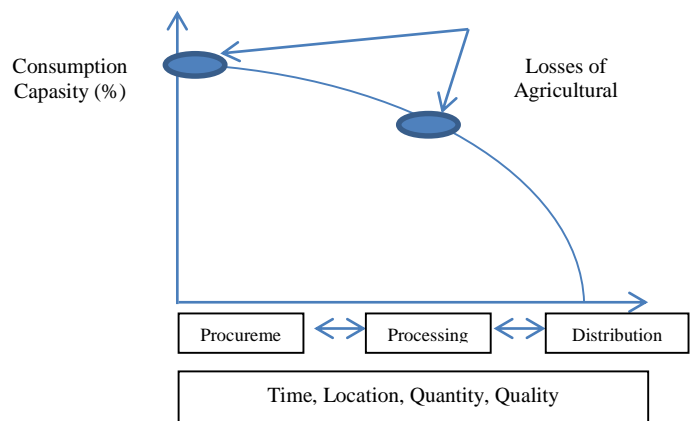 Consumption
Capasity (%)
Losses of
Agricultural
Procureme
Processing
Distribution
Time, Location, Quantity, Quality